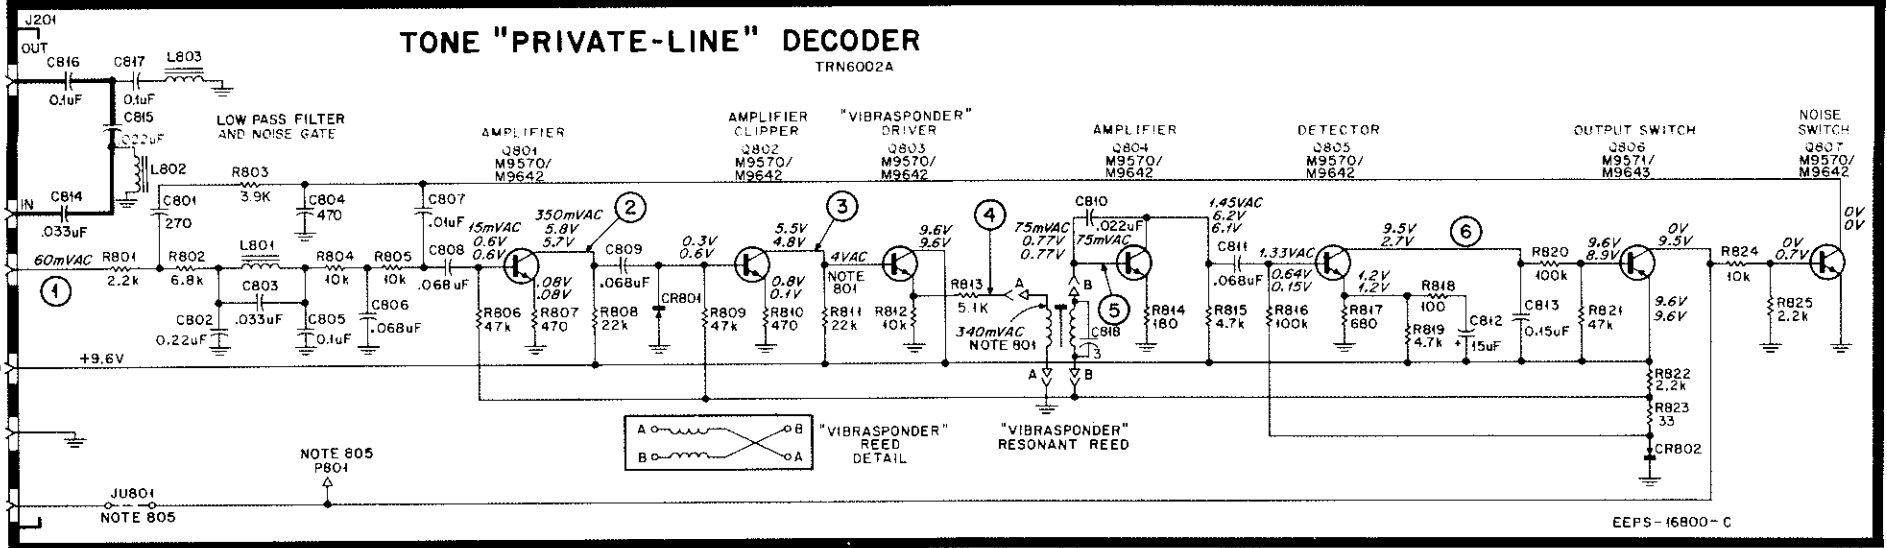 J201
OUT
TONE "PRIVATE-LINE" DECODER
TRN6002A
C816
0.1uF
C817
0.1uF
L803
C815
.022uF
L802
IN
C814
.033uF
LOW PASS FILTER
AND NOISE GATE
AMPLIFIER
Q801
M9570/
M9642
AMPLIFIER
CLIPPER
Q802
M9570/
M9642
"VIBRASPONDER"
DRIVER
Q803
M9570/
M9642
AMPLIFIER
Q804
M9570/
M9642
DETECTOR
Q805
M9570/
M9642
OUTPUT SWITCH
Q806
M9571/
M9643
NOISE
SWITCH
Q807
M9570/
M9642
R803
3.9K
C801
270
C804
470
C807
.01uF
60mVAC
1
R801
2.2k
R802
6.8k
L801
C803
.033uF
C802
0.22uF
C805
0.1uF
R804
10k
R805
10k
C806
.068uF
C808
.068uF
15mVAC
0.6V
0.6V
350mVAC
5.8V
5.7V
2
.08V
.08V
R806
47k
R807
470
R808
22k
C809
.068uF
CR801
0.3V
0.6V
R809
47k
5.5V
4.8V
3
0.8V
0.1V
R810
470
4VAC
NOTE
801
R811
22k
9.6V
9.6V
R812
10k
R813
5.1K
4
A
340mVAC
NOTE 801
A
B
B
C818
3
75mVAC
0.77V
0.77V
C810
.022uF
75mVAC
5
R814
180
1.45VAC
6.2V
6.1V
C811
.068uF
R815
4.7k
1.33VAC
0.64V
0.15V
R816
100k
9.5V
2.7V
6
1.2V
1.2V
R817
680
R818
100
R819
4.7k
C812
+
15uF
C813
0.15uF
R820
100k
R821
47k
9.6V
8.9V
0V
9.5V
9.6V
9.6V
R824
10k
R825
2.2k
0V
0.7V
0V
0V
+9.6V
R822
2.2k
R823
33
CR802
A
B
B
A
"VIBRASPONDER"
REED
DETAIL
"VIBRASPONDER"
RESONANT REED
NOTE 805
P801
JU801
NOTE 805
EEPS-16800-C